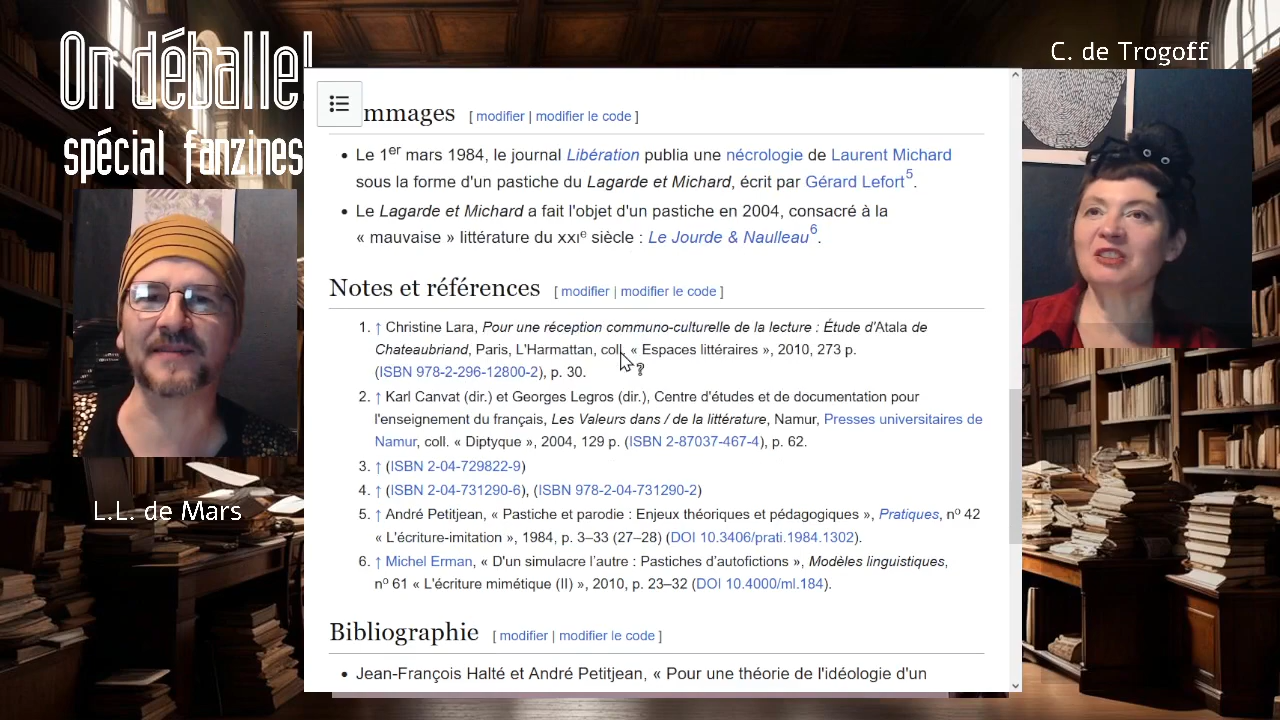 On déballe!
spécial fanzines
C. de Trogoff
L.L. de Mars
mmages [ modifier | modifier le code ]
• Le 1er mars 1984, le journal Libération publia une nécrologie de Laurent Michard
sous la forme d'un pastiche du Lagarde et Michard, écrit par Gérard Lefort5.
• Le Lagarde et Michard a fait l'objet d'un pastiche en 2004, consacré à la
« mauvaise » littérature du XXIe siècle : Le Jourde & Naulleau6.
Notes et références [ modifier | modifier le code ]
1. ↑ Christine Lara, Pour une réception communo-culturelle de la lecture : Étude d'Atala de
Chateaubriand, Paris, L'Harmattan, coll. « Espaces littéraires », 2010, 273 p.
(ISBN 978-2-296-12800-2), p. 30.
2. ↑ Karl Canvat (dir.) et Georges Legros (dir.), Centre d'études et de documentation pour
l'enseignement du français, Les Valeurs dans / de la littérature, Namur, Presses universitaires de
Namur, coll. « Diptyque », 2004, 129 p. (ISBN 2-87037-467-4), p. 62.
3. ↑ (ISBN 2-04-729822-9)
4. ↑ (ISBN 2-04-731290-6), (ISBN 978-2-04-731290-2)
5. ↑ André Petitjean, « Pastiche et parodie : Enjeux théoriques et pédagogiques », Pratiques, no 42
« L'écriture-imitation », 1984, p. 3–33 (27–28) (DOI 10.3406/prati.1984.1302).
6. ↑ Michel Erman, « D'un simulacre l'autre : Pastiches d'autofictions », Modèles linguistiques,
no 61 « L'écriture mimétique (II) », 2010, p. 23–32 (DOI 10.4000/ml.184).
Bibliographie [ modifier | modifier le code ]
• Jean-François Halté et André Petitjean, « Pour une théorie de l'idéologie d'un